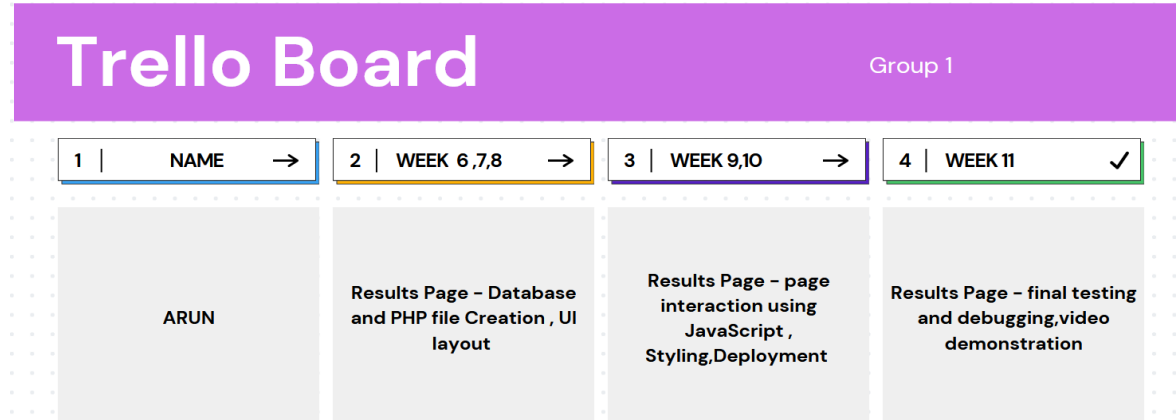 Trello Board
Group 1
1 | NAME →
2 | WEEK 6 ,7,8 →
3 | WEEK 9,10 →
4 | WEEK 11 ✓
ARUN
Results Page - Database
and PHP file Creation , UI
layout
Results Page - page
interaction using
JavaScript ,
Styling,Deployment
Results Page - final testing
and debugging,video
demonstration